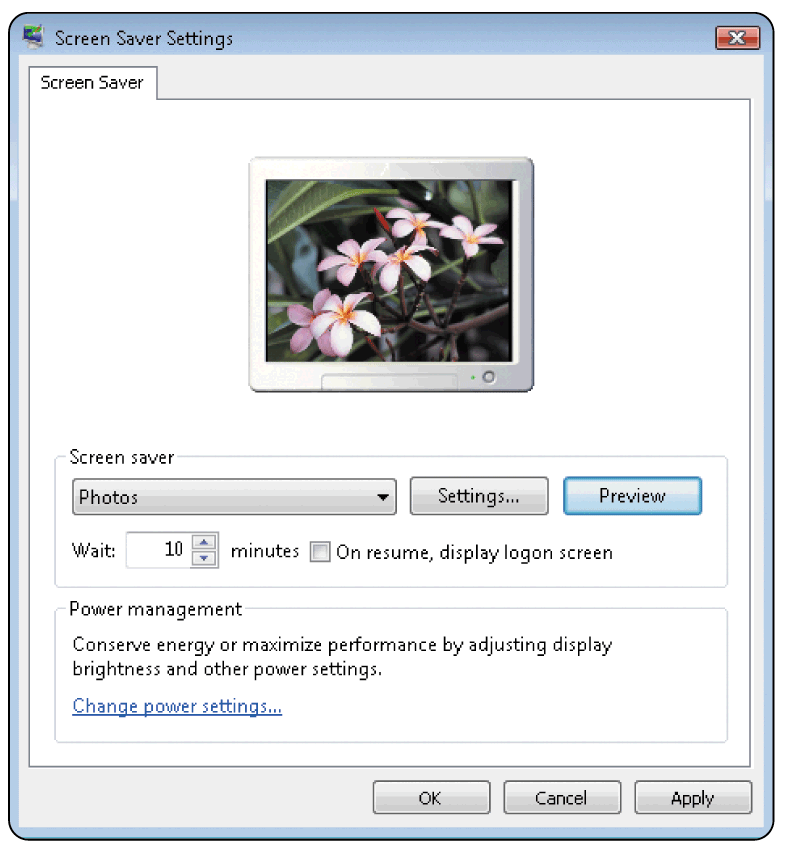 Screen Saver Settings
Screen Saver
Screen saver
Photos
Settings...
Preview
Wait: 10 minutes On resume, display logon screen
Power management
Conserve energy or maximize performance by adjusting display
brightness and other power settings.
Change power settings...
OK Cancel Apply